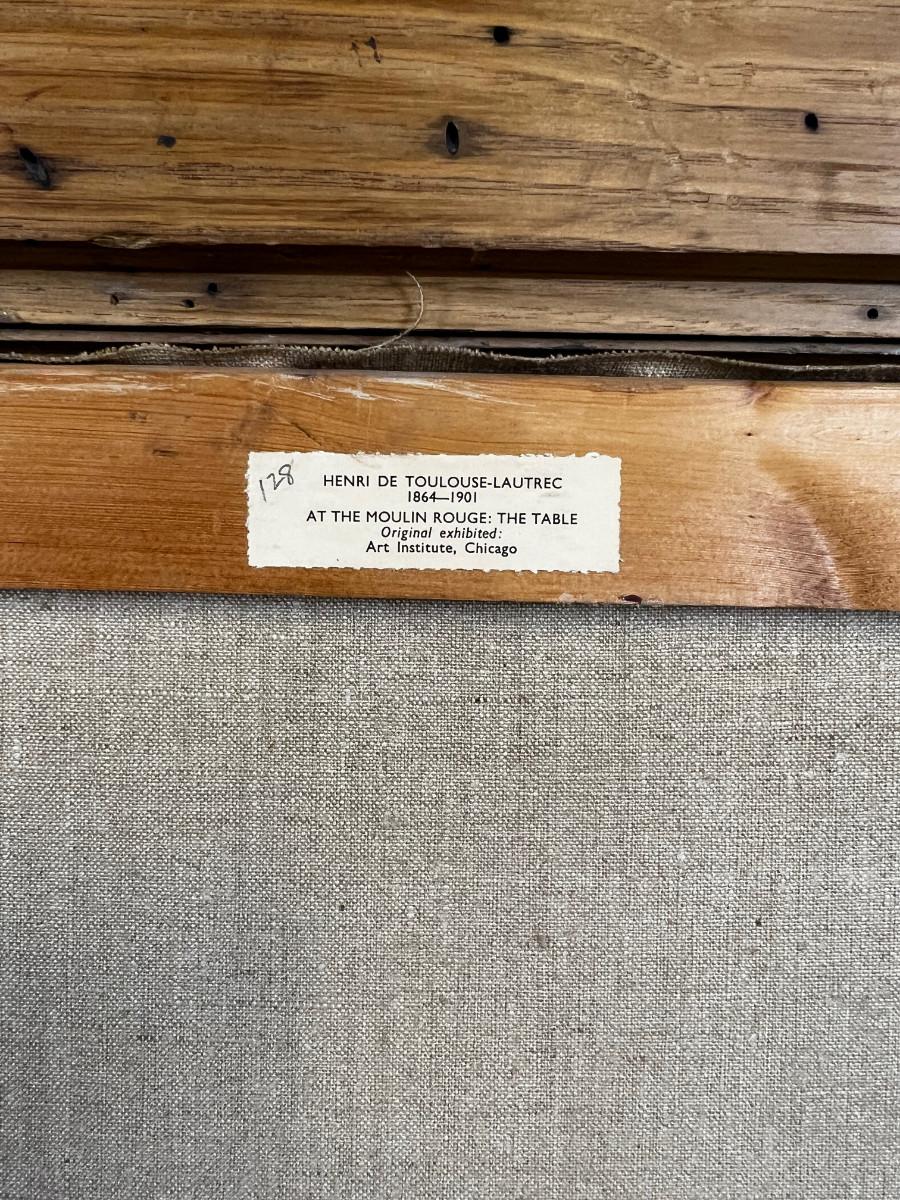 128
HENRI DE TOULOUSE-LAUTREC
1864—1901
AT THE MOULIN ROUGE: THE TABLE
Original exhibited:
Art Institute, Chicago